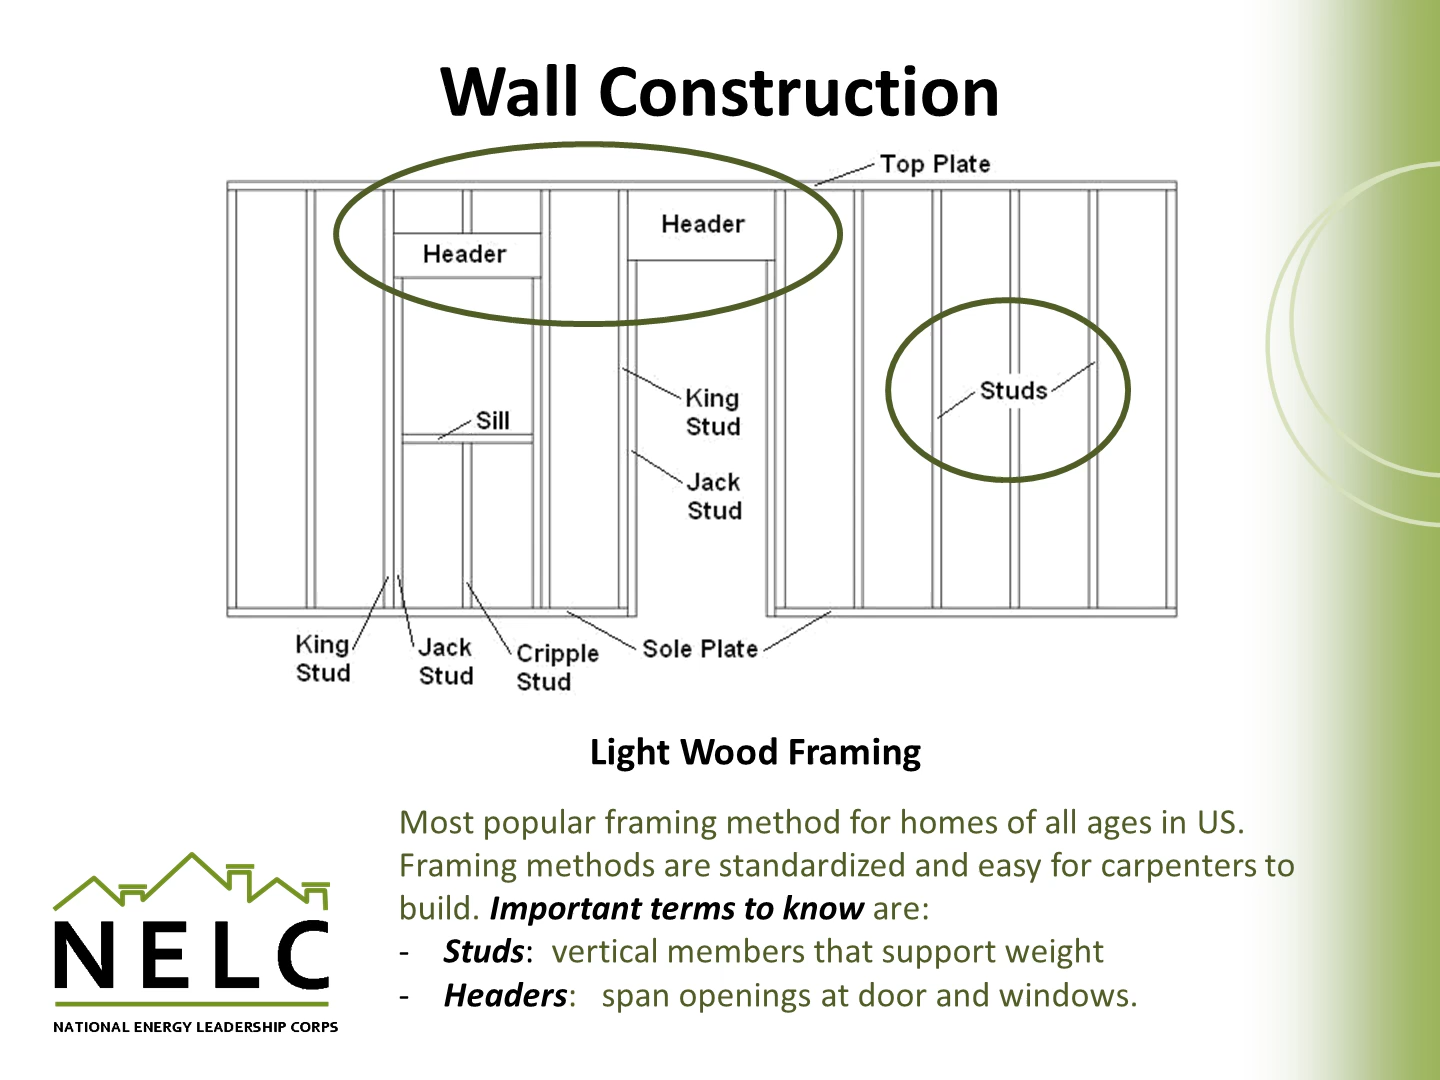 Wall Construction
Top Plate
Header
Header
Studs
King
Stud
Sill
Jack
Stud
King
Stud
Jack
Stud
Cripple
Stud
Sole Plate
Light Wood Framing
Most popular framing method for homes of all ages in US.
Framing methods are standardized and easy for carpenters to
build. Important terms to know are:
- Studs: vertical members that support weight
- Headers: span openings at door and windows.
NELC
NATIONAL ENERGY LEADERSHIP CORPS